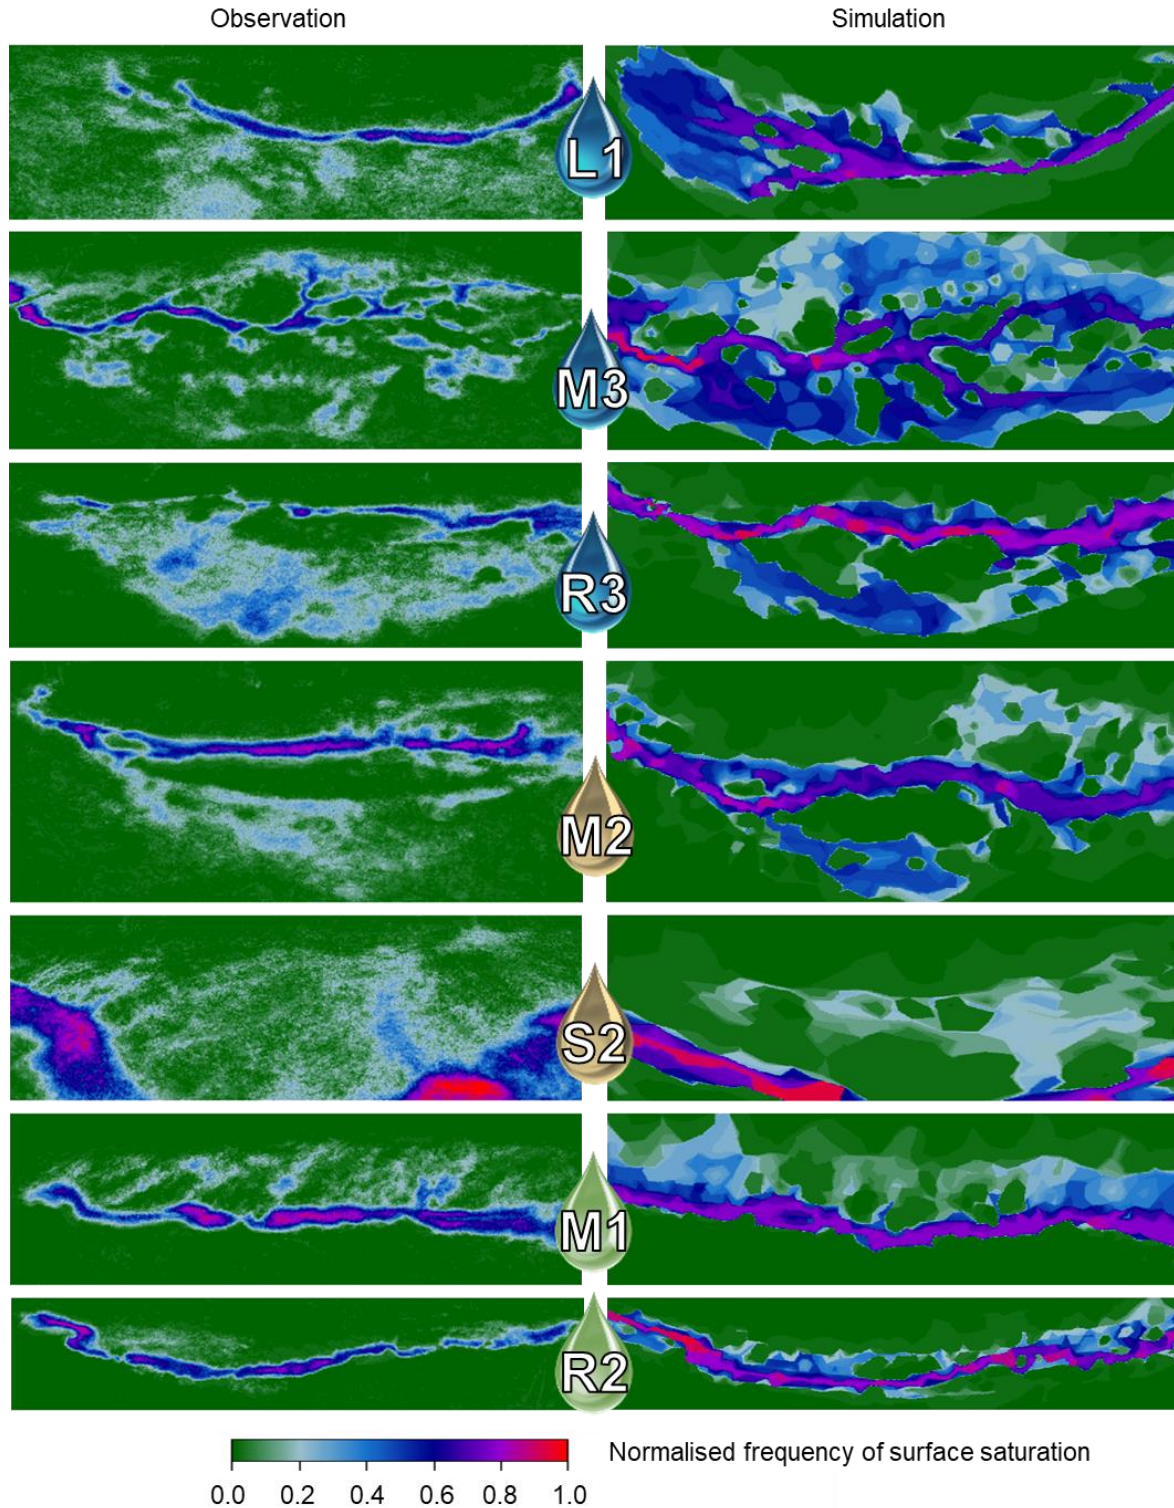 Observation Simulation
L1
M3
R3
M2
S2
M1
R2
Normalised frequency of surface saturation
0.0 0.2 0.4 0.6 0.8 1.0